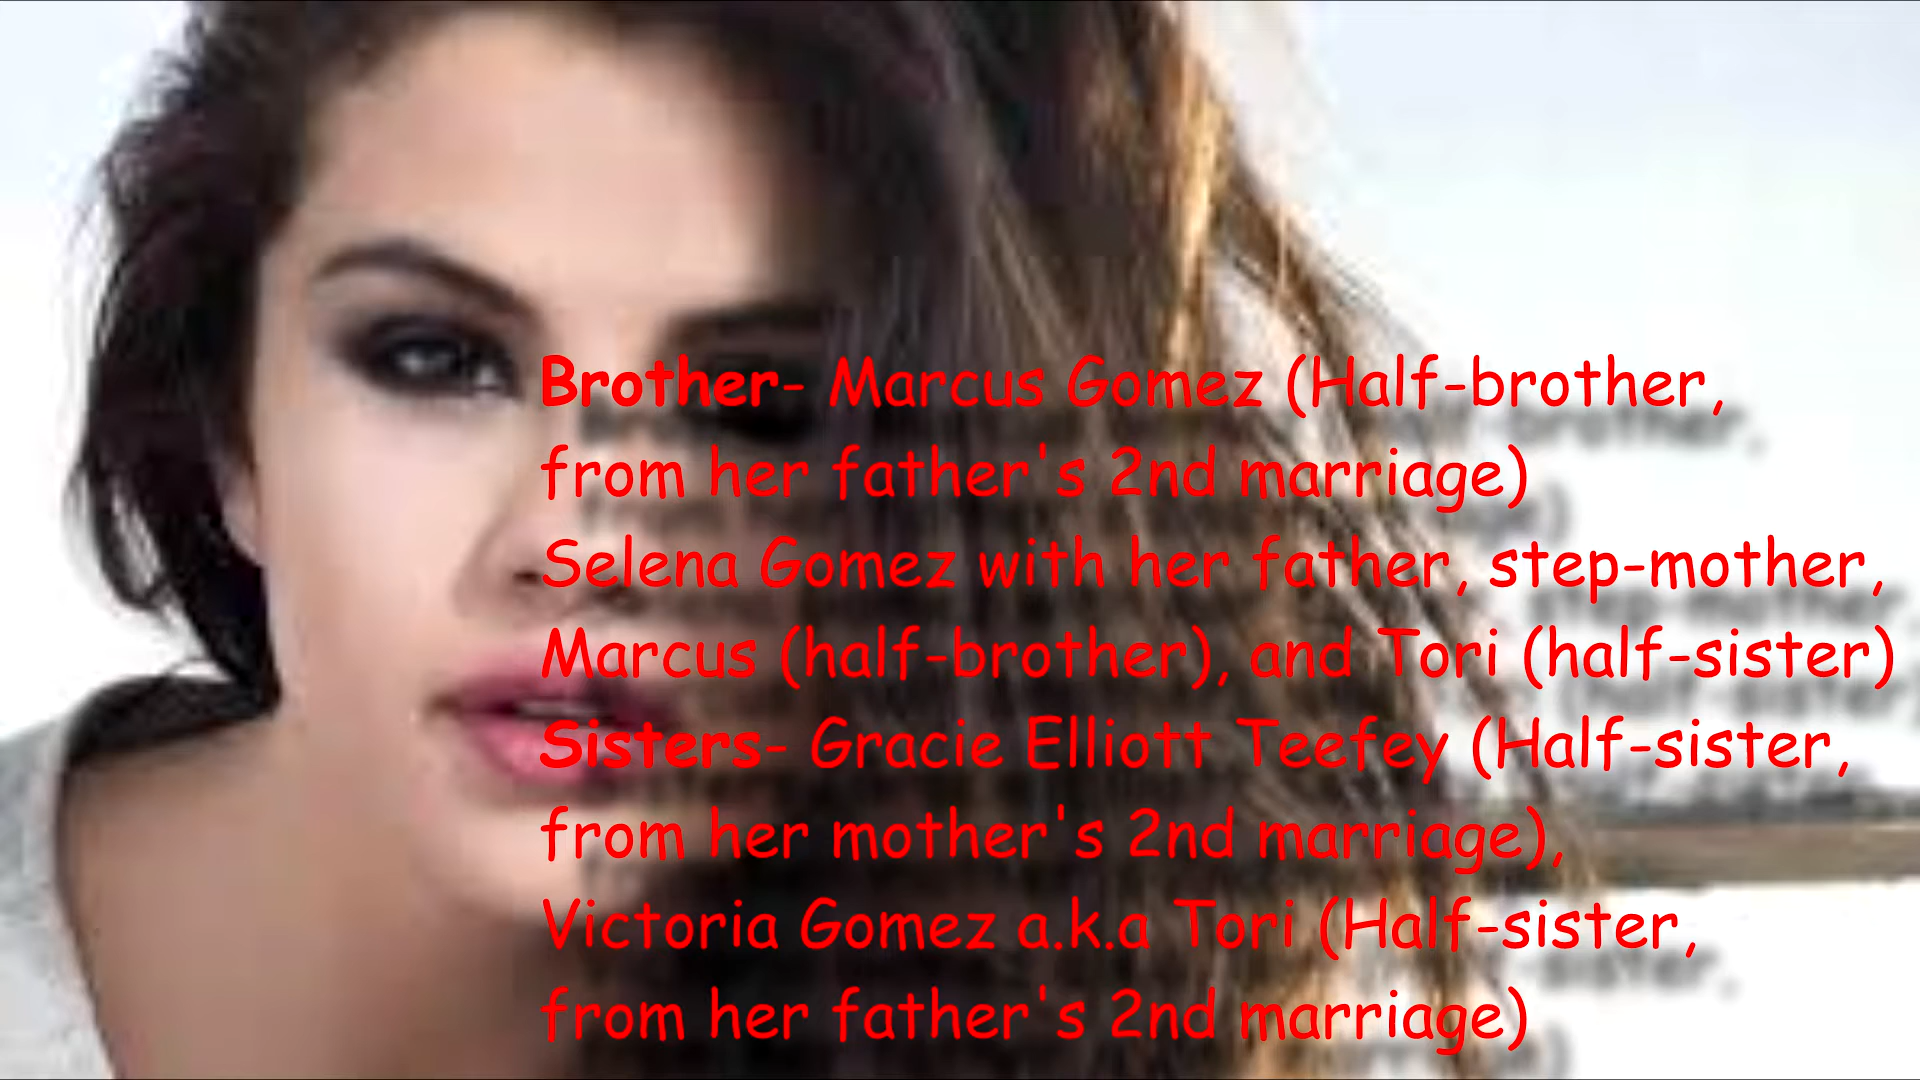 Brother- Marcus Gomez (Half-brother,
from her father's 2nd marriage)
Selena Gomez with her father, step-mother,
Marcus (half-brother), and Tori (half-sister)
Sisters- Gracie Elliott Teefey (Half-sister,
from her mother's 2nd marriage),
Victoria Gomez a.k.a Tori (Half-sister,
from her father's 2nd marriage)